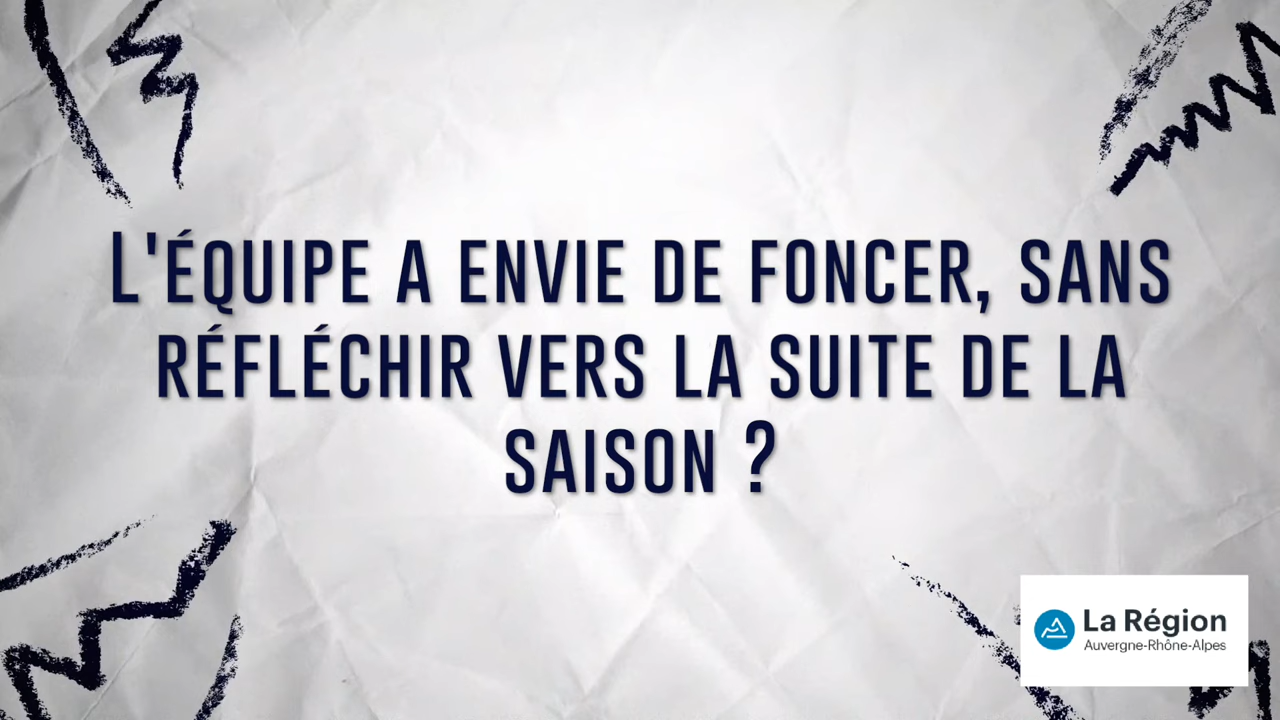 L'ÉQUIPE A ENVIE DE FONCER, SANS
RÉFLÉCHIR VERS LA SUITE DE LA
SAISON ?
La Région
Auvergne-Rhône-Alpes